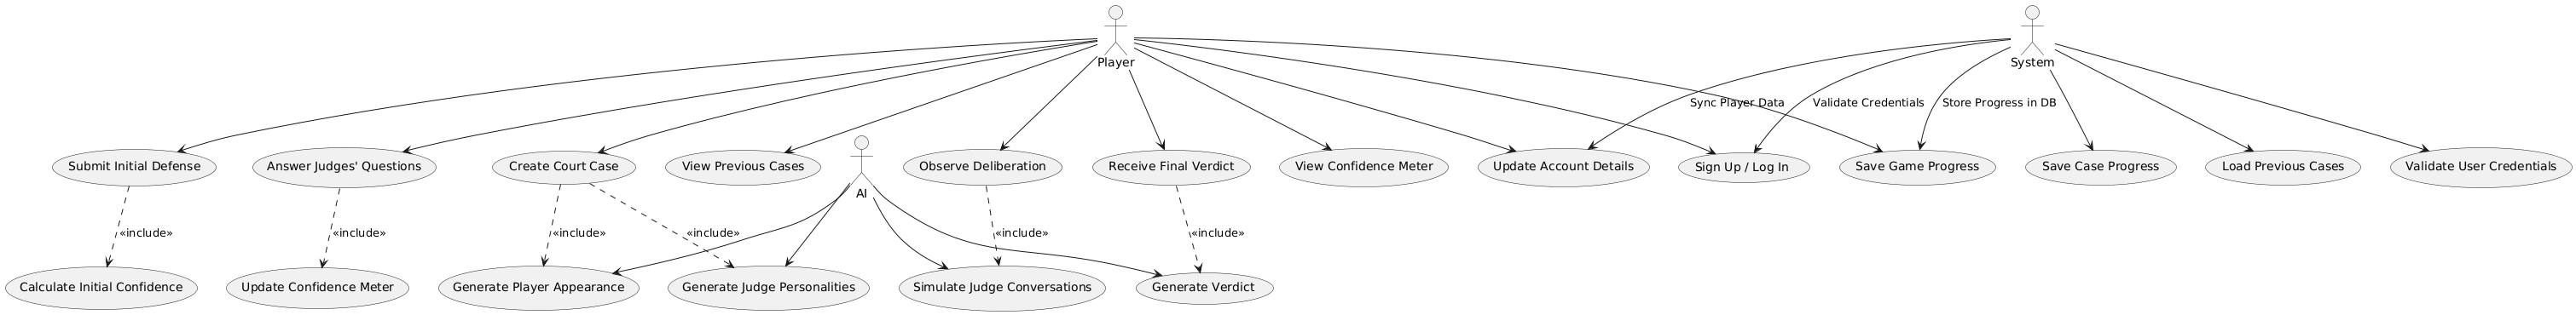 Player
System
Sync Player Data
Validate Credentials
Store Progress in DB
Submit Initial Defense
Answer Judges' Questions
Create Court Case
View Previous Cases
AI
Observe Deliberation
Receive Final Verdict
View Confidence Meter
Update Account Details
Sign Up / Log In
Save Game Progress
Save Case Progress
Load Previous Cases
Validate User Credentials
«include»
«include»
«include»
«include»
«include»
«include»
Calculate Initial Confidence
Update Confidence Meter
Generate Player Appearance
Generate Judge Personalities
Simulate Judge Conversations
Generate Verdict